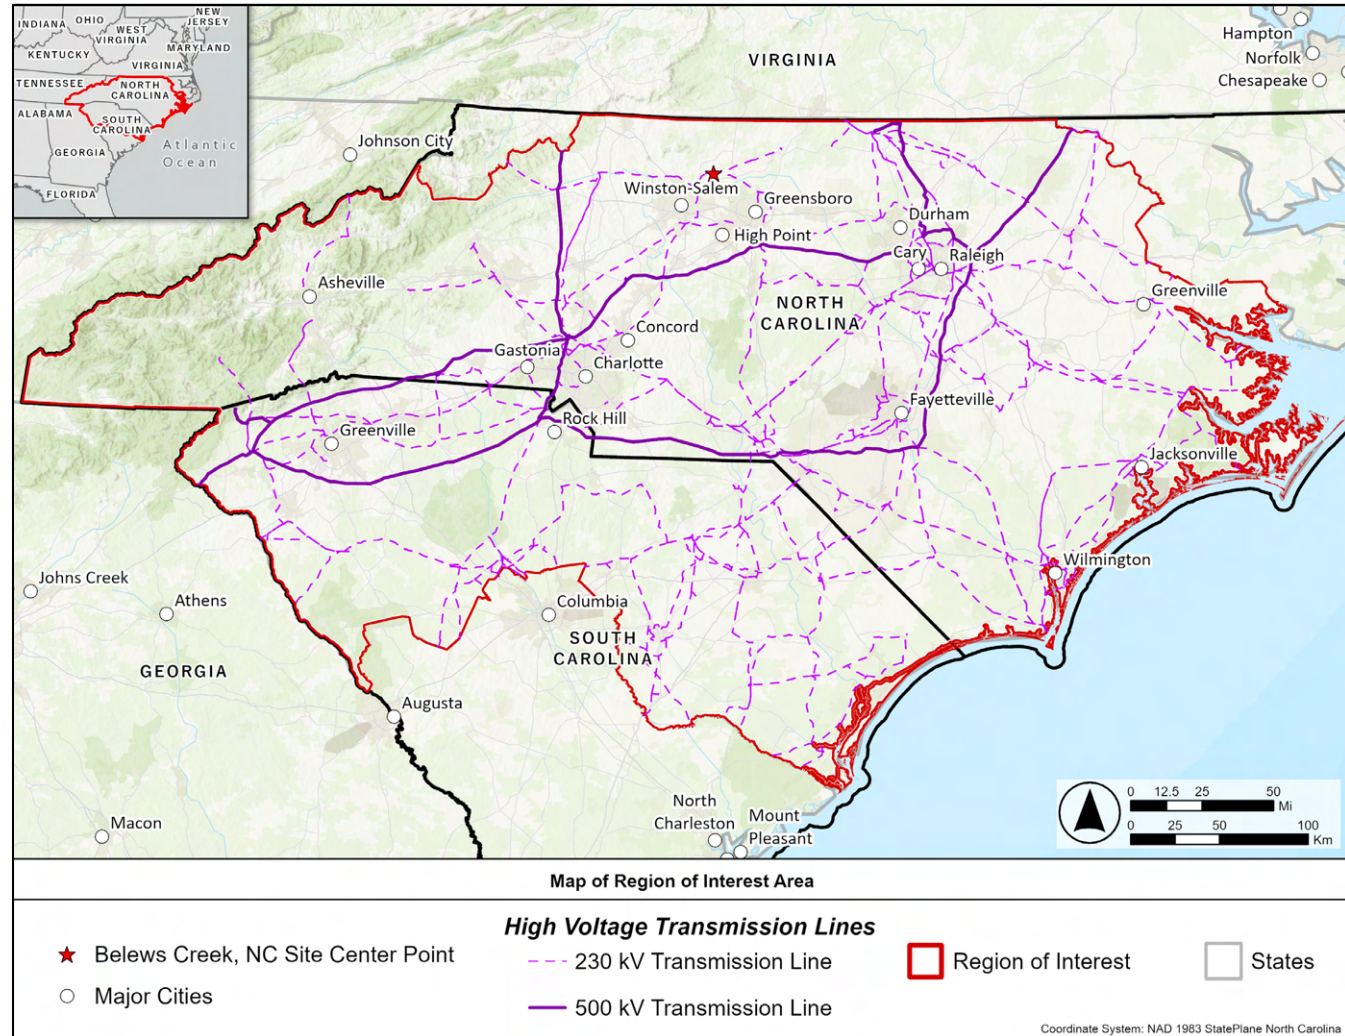 INDIANA
OHIO
WEST
VIRGINIA
NEW
JERSEY
MARYLAND
KENTUCKY
VIRGINIA
TENNESSEE
NORTH
CAROLINA
ALABAMA
SOUTH
CAROLINA
GEORGIA
Atlantic
Ocean
FLORIDA
VIRGINIA
Hampton
Norfolk
Chesapeake
Johnson City
Winston-Salem
Greensboro
High Point
Durham
Cary
Raleigh
Asheville
NORTH
CAROLINA
Greenville
Concord
Gastonia
Charlotte
Fayetteville
Greenville
Rock Hill
Jacksonville
Wilmington
Johns Creek
Athens
Columbia
SOUTH
CAROLINA
GEORGIA
Augusta
Macon
North
Charleston
Mount
Pleasant
0 12.5 25 50
Mi
0 25 50 100
Km
Map of Region of Interest Area
High Voltage Transmission Lines
Belews Creek, NC Site Center Point
Major Cities
230 kV Transmission Line
500 kV Transmission Line
Region of Interest
States
Coordinate System: NAD 1983 StatePlane North Carolina